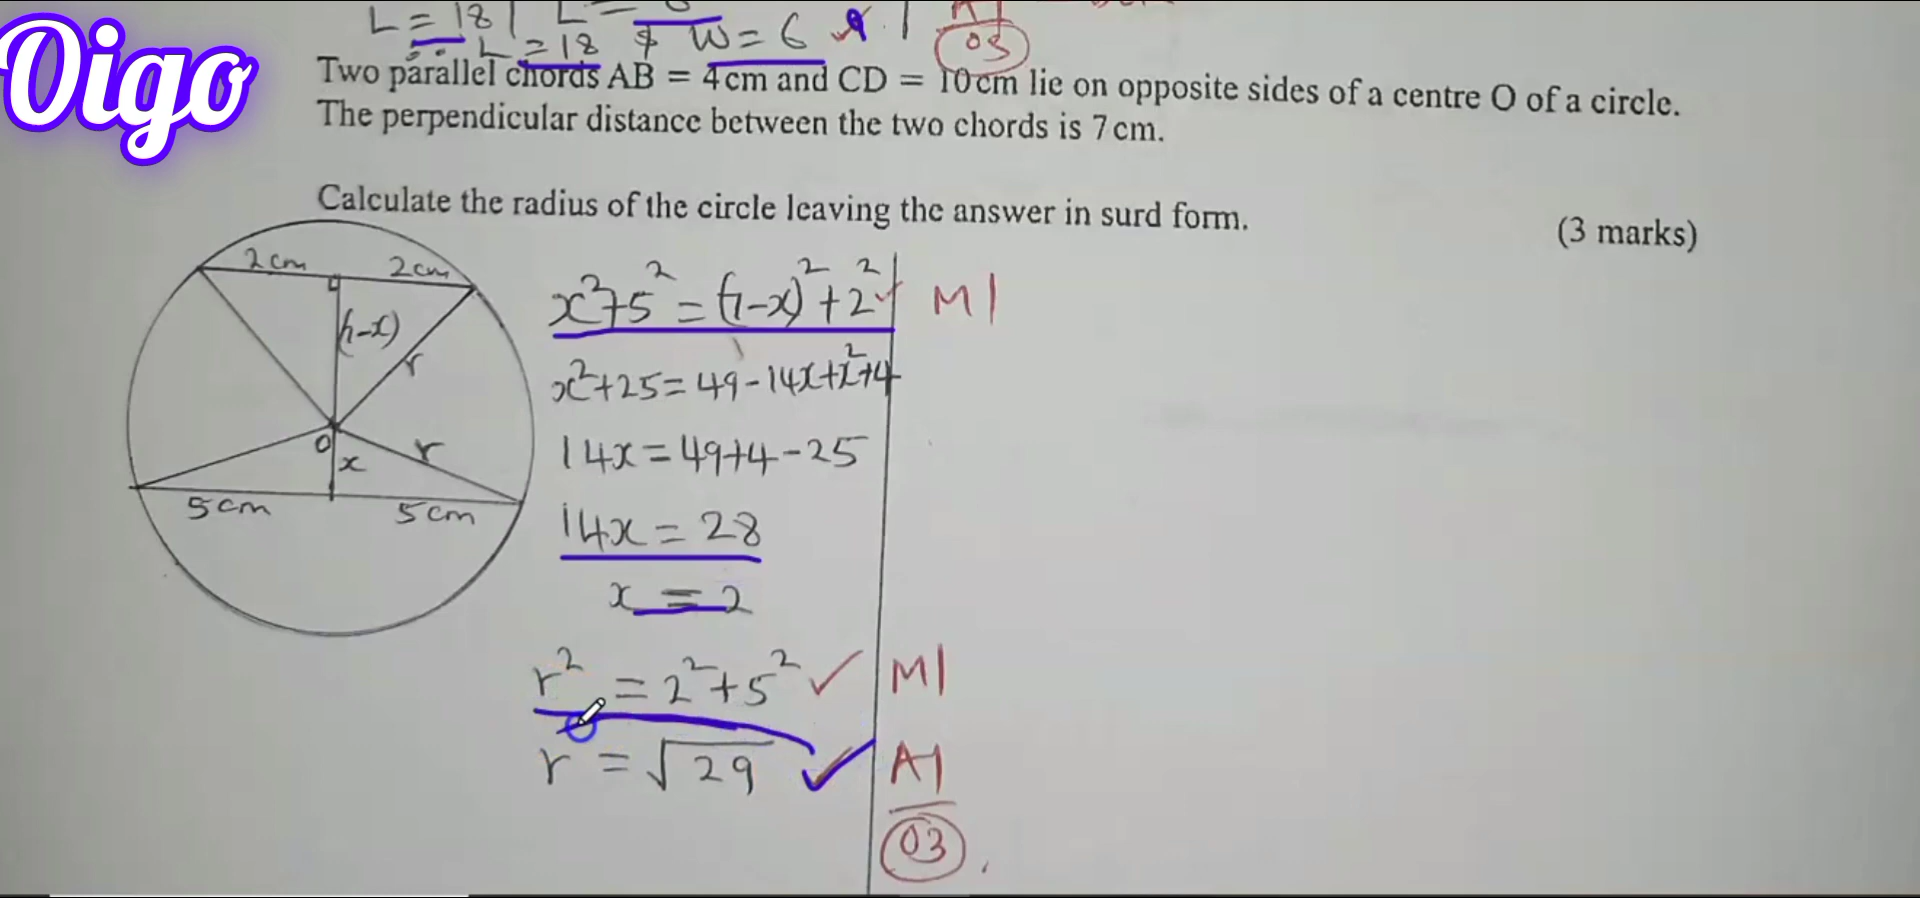 L = 18
∴ L = 18 & W = 6
03
Oigo
Two parallel chords AB = 4cm and CD = 10cm lie on opposite sides of a centre O of a circle.
The perpendicular distance between the two chords is 7cm.
Calculate the radius of the circle leaving the answer in surd form.
(3 marks)
2cm 2cm
(7-x)
r
O
r
x
5cm 5cm
x²+5² = (7-x)²+2² ✓ M1
x²+25=49-14x+x²+4
14x=49+4-25
14x=28
x=2
r² = 2²+5² ✓ M1
r = √29 ✓ A1
03